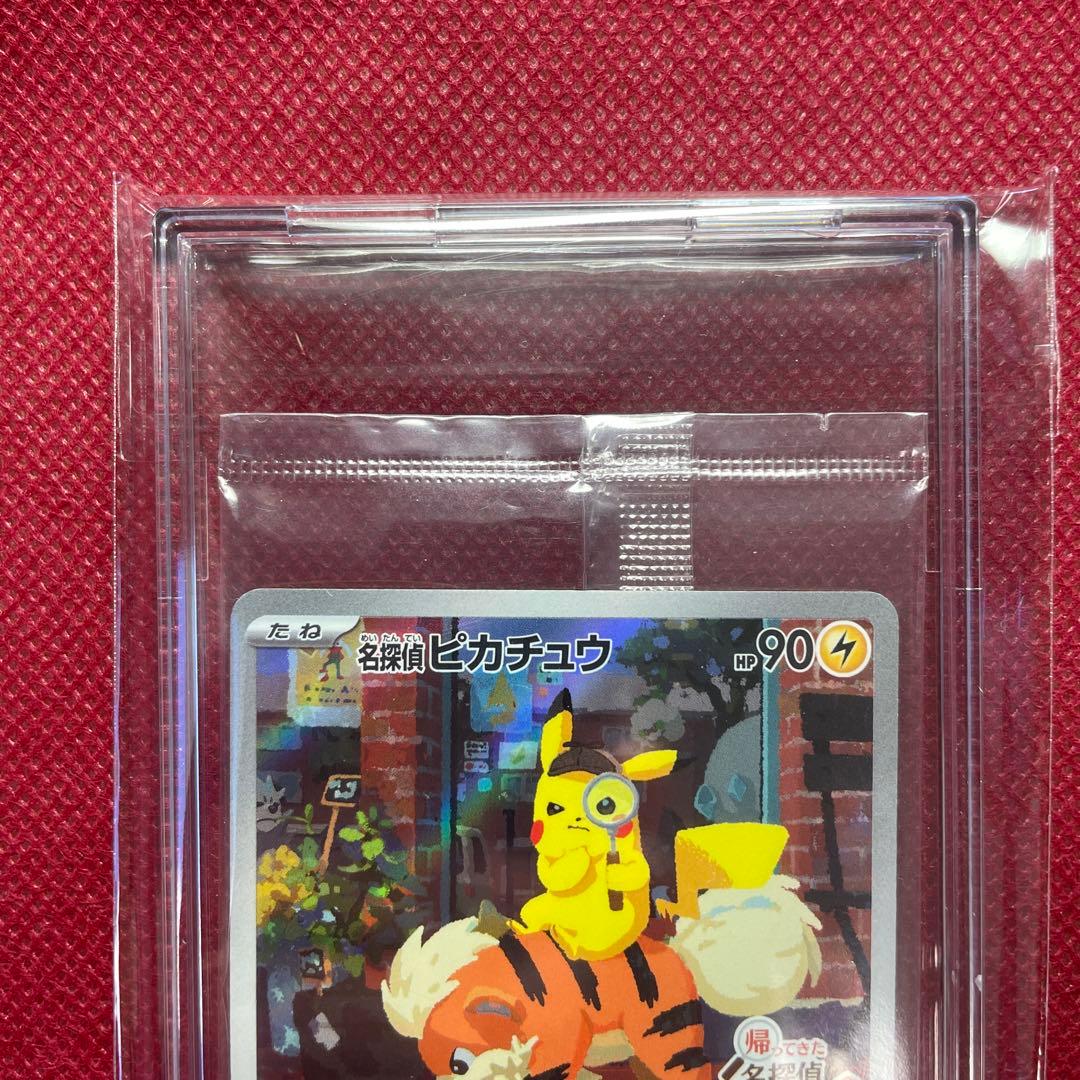 たね
めいたんてい
名探偵ピカチュウ HP90
帰ってきた
名探偵